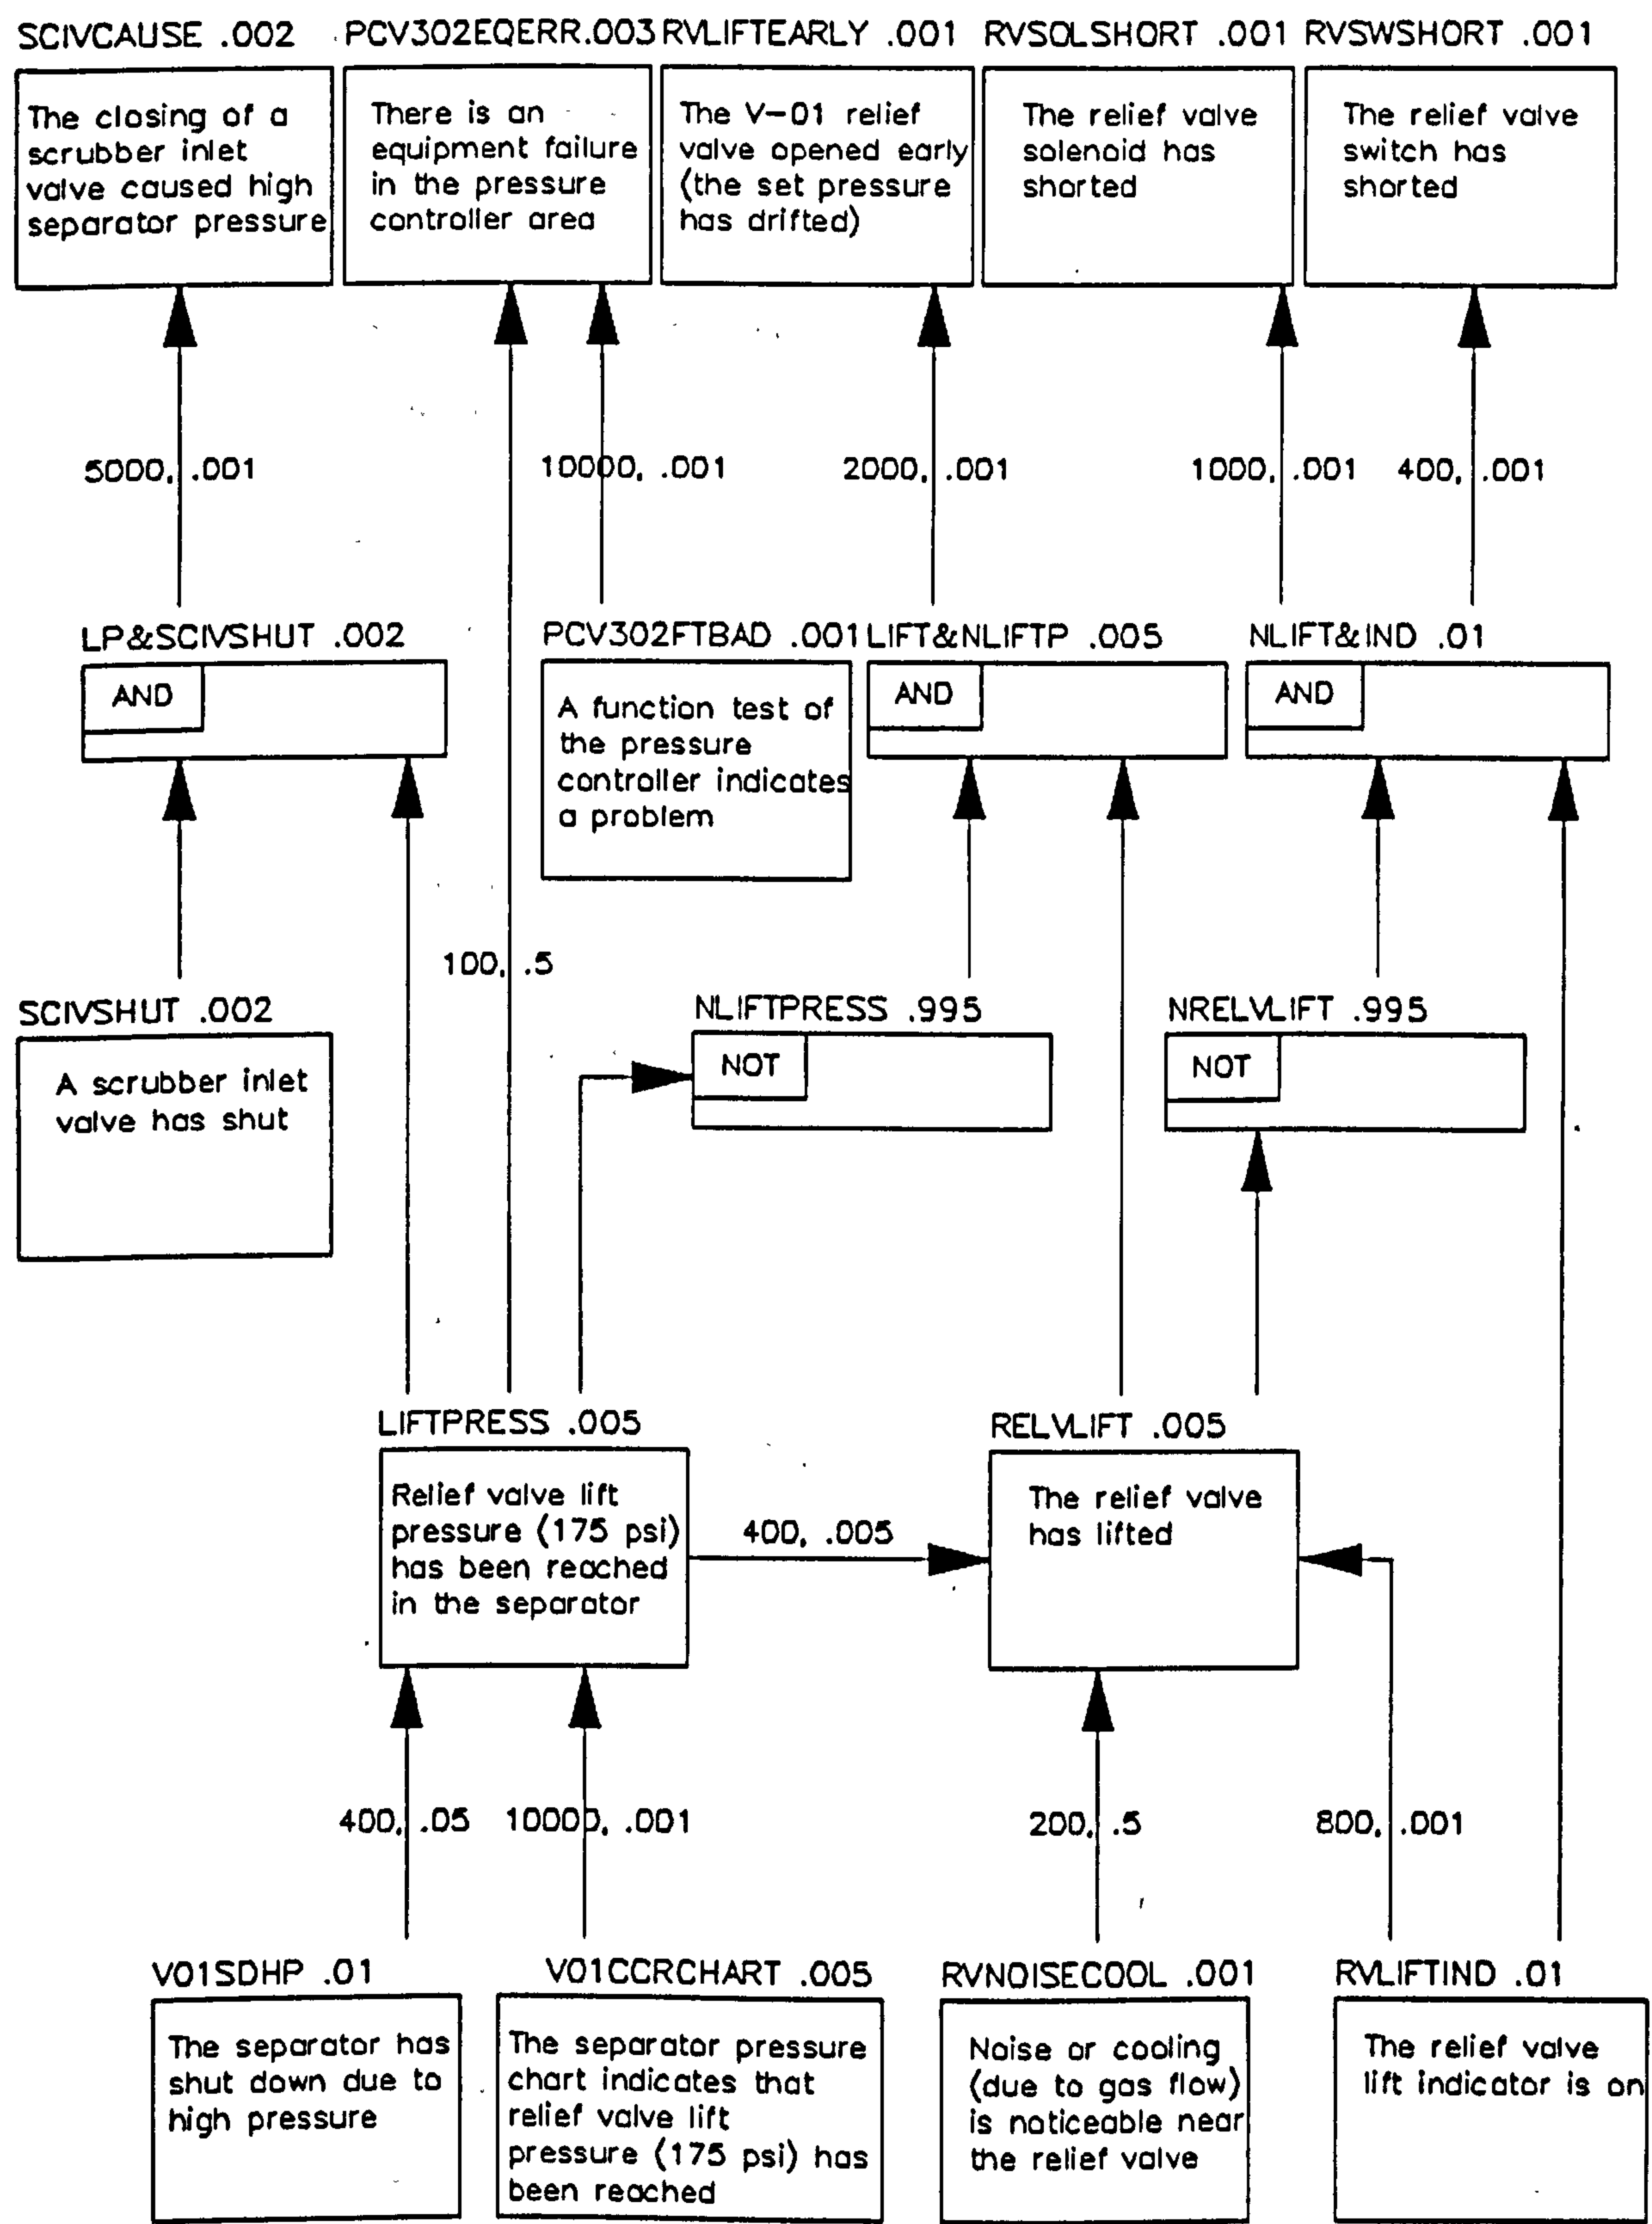 SCIVCAUSE .002
The closing of a
scrubber inlet
valve caused high
separator pressure
PCV302EQERR.003
There is an
equipment failure
in the pressure
controller area
RVLIFTEARLY .001
The V-01 relief
valve opened early
(the set pressure
has drifted)
RVSOLSHORT .001
The relief valve
solenoid has
shorted
RVSWSHORT .001
The relief valve
switch has
shorted
5000, .001
10000, .001
2000, .001
1000, .001
400, .001
LP&SCIVSHUT .002
AND
PCV302FTBAD .001
A function test of
the pressure
controller indicates
a problem
LIFT&NLIFTP .005
AND
NLIFT&IND .01
AND
100, .5
SCIVSHUT .002
A scrubber inlet
valve has shut
NLIFTPRESS .995
NOT
NRELVLIFT .995
NOT
LIFTPRESS .005
Relief valve lift
pressure (175 psi)
has been reached
in the separator
400, .005
RELVLIFT .005
The relief valve
has lifted
400, .05
10000, .001
200, .5
800, .001
V01SDHP .01
The separator has
shut down due to
high pressure
V01CCRCHART .005
The separator pressure
chart indicates that
relief valve lift
pressure (175 psi) has
been reached
RVNOISECOOL .001
Noise or cooling
(due to gas flow)
is noticeable near
the relief valve
RVLIFTIND .01
The relief valve
lift indicator is on